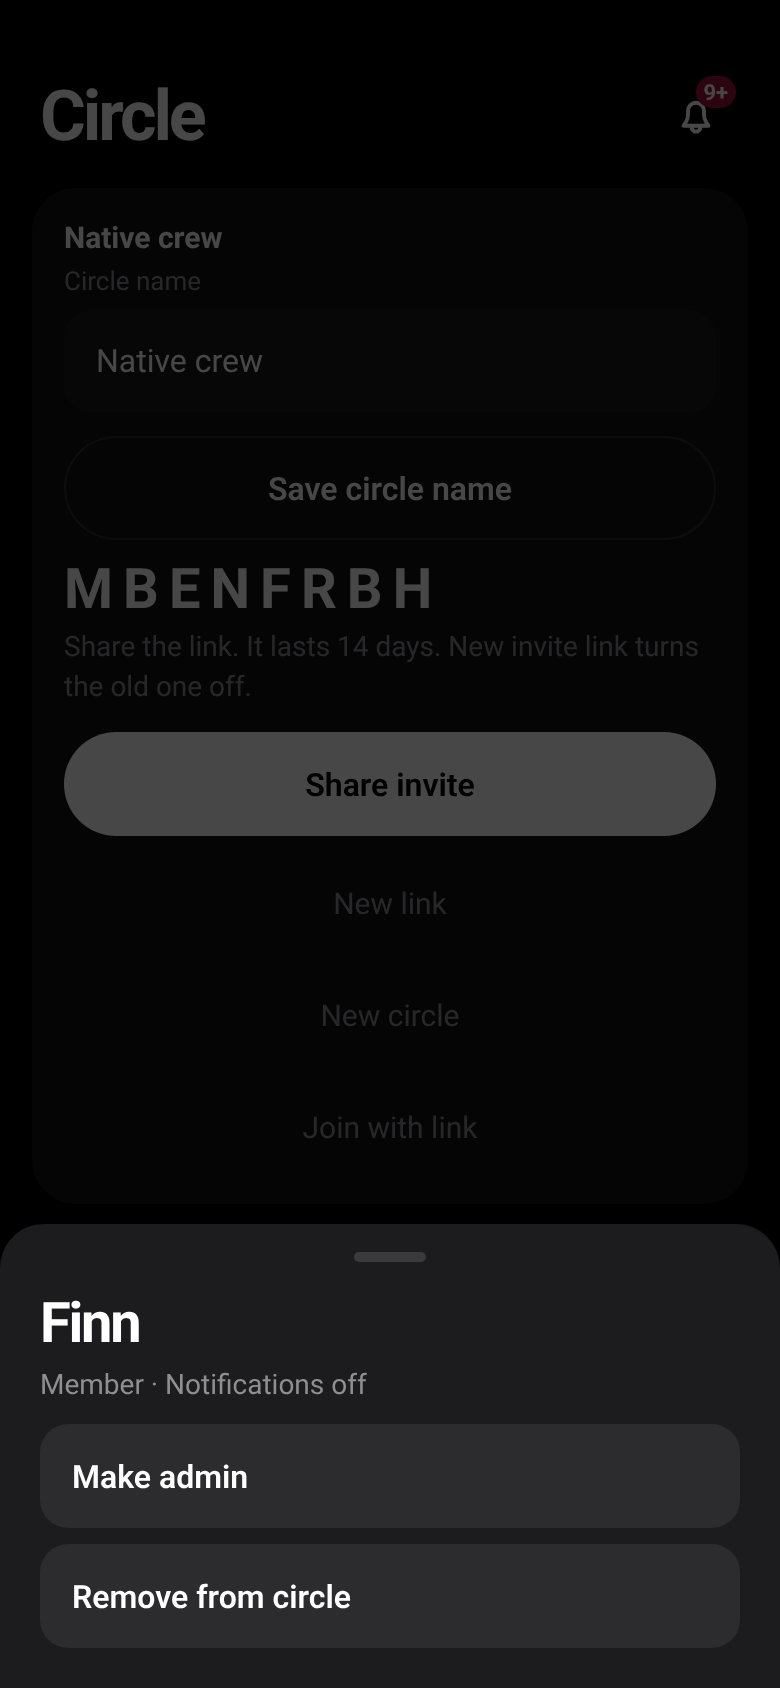 Circle
9+
Native crew
Circle name
Native crew
Save circle name
MBENFRBH
Share the link. It lasts 14 days. New invite link turns
the old one off.
Share invite
New link
New circle
Join with link
Finn
Member · Notifications off
Make admin
Remove from circle